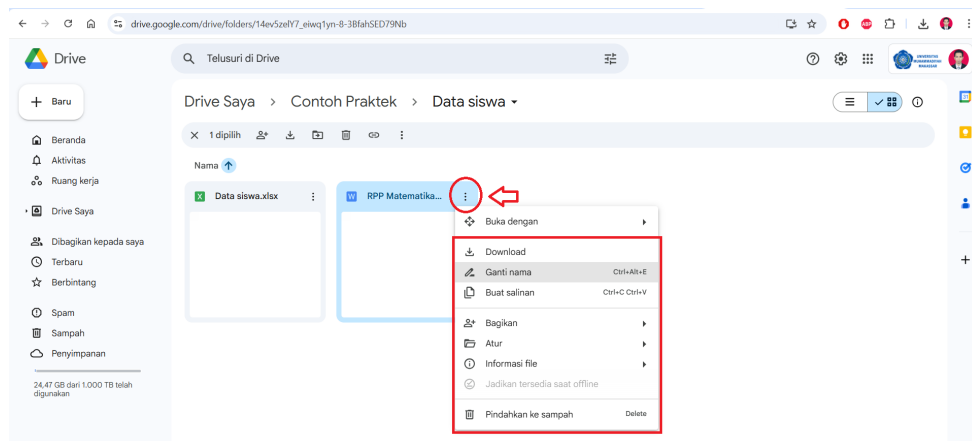 drive.google.com/drive/folders/14ev5zelY7_eiwq1yn-8-3BfahSED79Nb
Drive
Telusuri di Drive
UNIVERSITAS
MUHAMMADIYAH
MAKASSAR
Baru
Drive Saya > Contoh Praktek > Data siswa
1 dipilih
Beranda
Aktivitas
Ruang kerja
Drive Saya
Dibagikan kepada saya
Terbaru
Berbintang
Spam
Sampah
Penyimpanan
24,47 GB dari 1.000 TB telah
digunakan
Nama
Data siswa.xlsx
RPP Matematika...
Buka dengan
Download
Ganti nama Ctrl+Alt+E
Buat salinan Ctrl+C Ctrl+V
Bagikan
Atur
Informasi file
Jadikan tersedia saat offline
Pindahkan ke sampah Delete